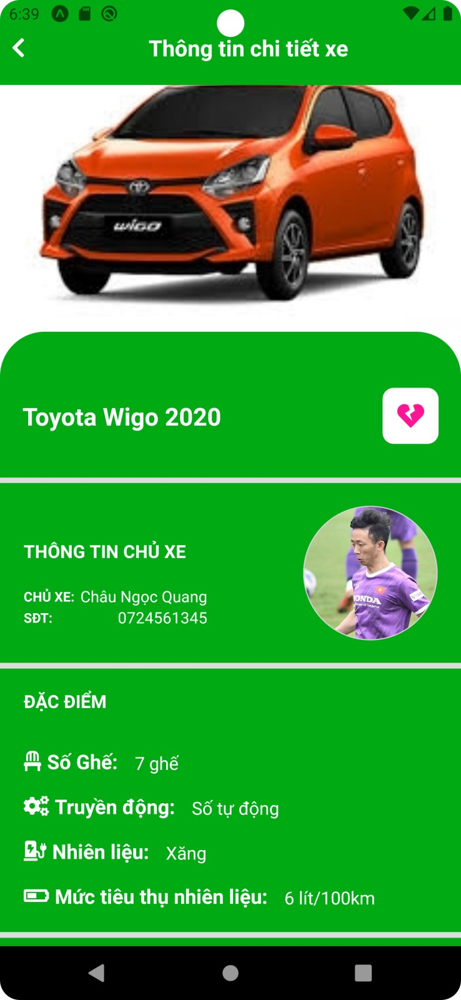 6:39
Thông tin chi tiết xe
WIGO
Toyota Wigo 2020
THÔNG TIN CHỦ XE
CHỦ XE: Châu Ngọc Quang
SĐT: 0724561345
HONDA
ĐẶC ĐIỂM
Số Ghế: 7 ghế
Truyền động: Số tự động
Nhiên liệu: Xăng
Mức tiêu thụ nhiên liệu: 6 lít/100km